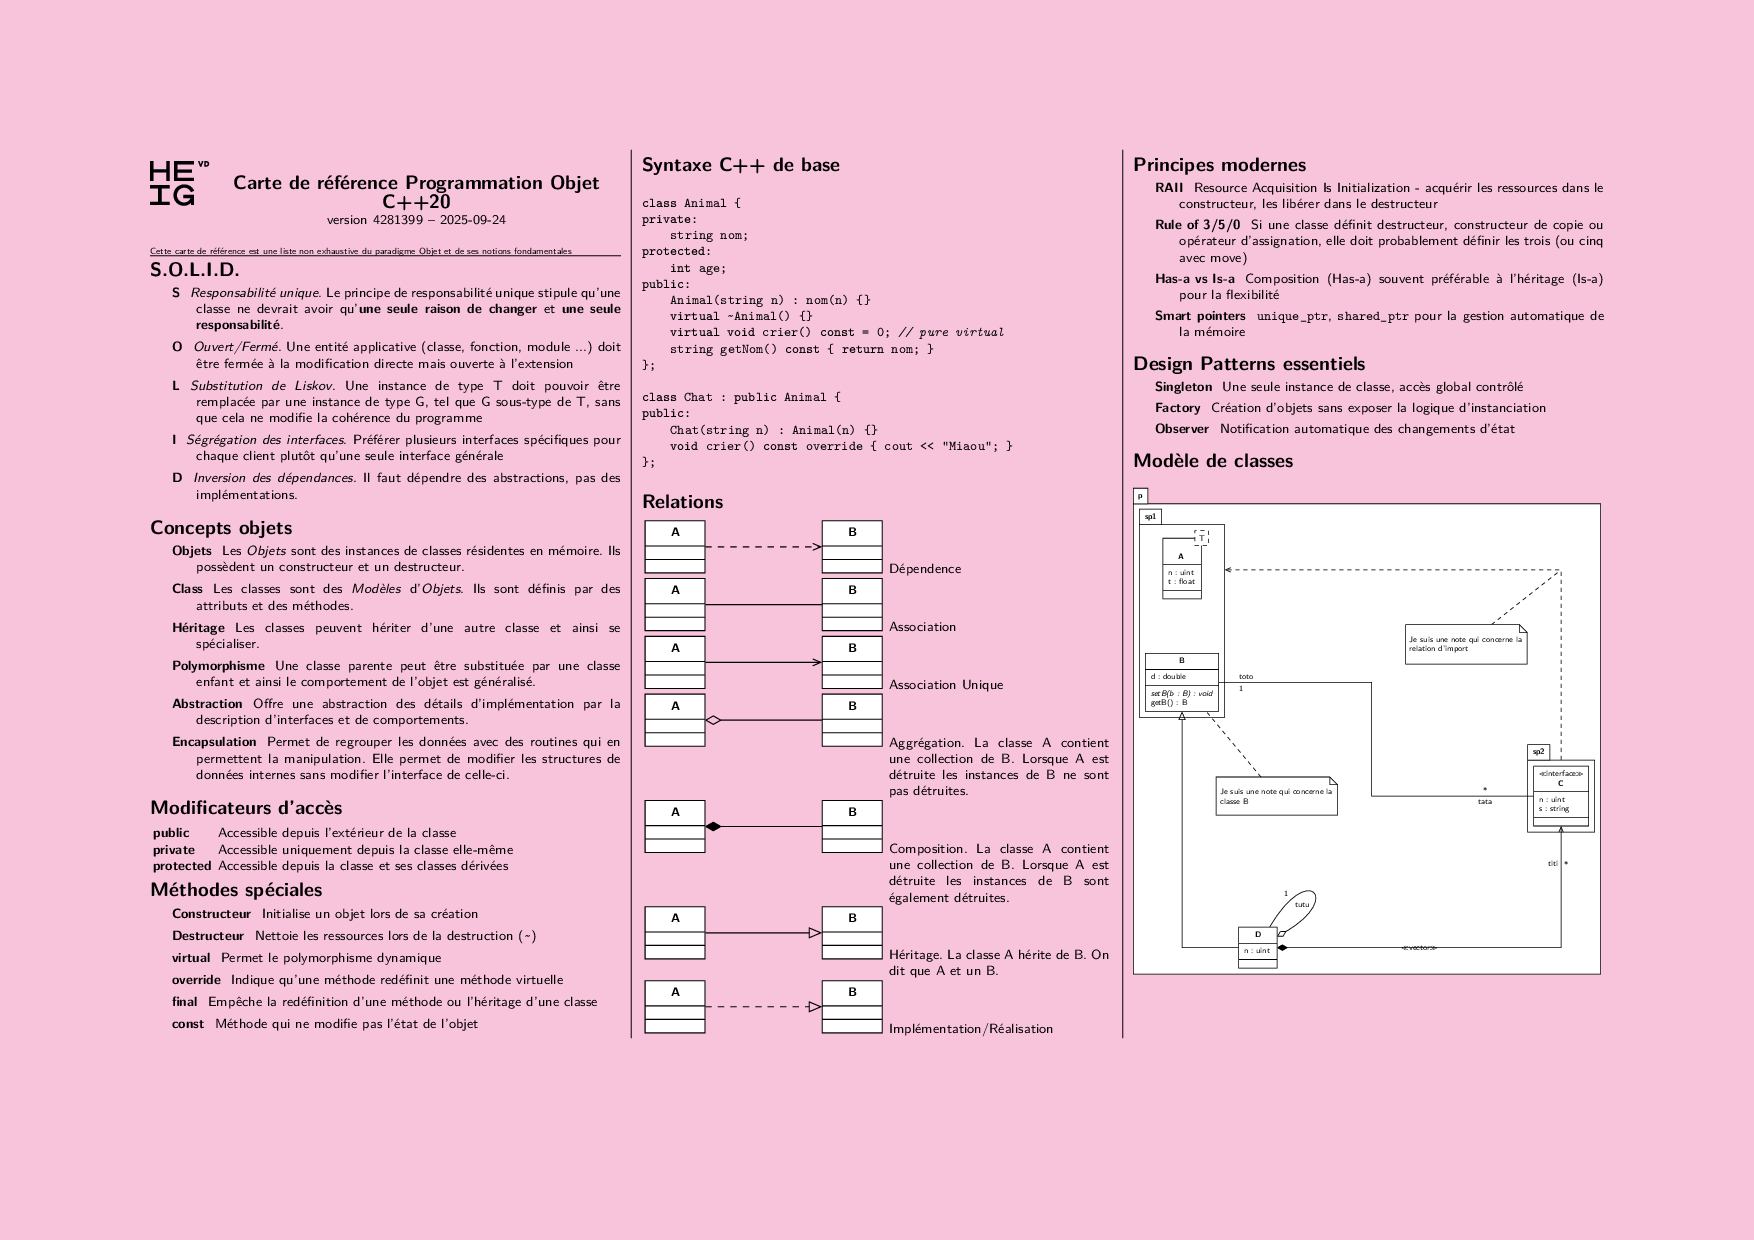 HE VD
IG
Carte de référence Programmation Objet
C++20
version 4281399 – 2025-09-24
Cette carte de référence est une liste non exhaustive du paradigme Objet et de ses notions fondamentales
S.O.L.I.D.
S Responsabilité unique. Le principe de responsabilité unique stipule qu'une
classe ne devrait avoir qu'une seule raison de changer et une seule
responsabilité.
O Ouvert/Fermé. Une entité applicative (classe, fonction, module ...) doit
être fermée à la modification directe mais ouverte à l'extension
L Substitution de Liskov. Une instance de type T doit pouvoir être
remplacée par une instance de type G, tel que G sous-type de T, sans
que cela ne modifie la cohérence du programme
I Ségrégation des interfaces. Préférer plusieurs interfaces spécifiques pour
chaque client plutôt qu'une seule interface générale
D Inversion des dépendances. Il faut dépendre des abstractions, pas des
implémentations.
Concepts objets
Objets Les Objets sont des instances de classes résidentes en mémoire. Ils
possèdent un constructeur et un destructeur.
Class Les classes sont des Modèles d'Objets. Ils sont définis par des
attributs et des méthodes.
Héritage Les classes peuvent hériter d'une autre classe et ainsi se
spécialiser.
Polymorphisme Une classe parente peut être substituée par une classe
enfant et ainsi le comportement de l'objet est généralisé.
Abstraction Offre une abstraction des détails d'implémentation par la
description d'interfaces et de comportements.
Encapsulation Permet de regrouper les données avec des routines qui en
permettent la manipulation. Elle permet de modifier les structures de
données internes sans modifier l'interface de celle-ci.
Modificateurs d'accès
public Accessible depuis l'extérieur de la classe
private Accessible uniquement depuis la classe elle-même
protected Accessible depuis la classe et ses classes dérivées
Méthodes spéciales
Constructeur Initialise un objet lors de sa création
Destructeur Nettoie les ressources lors de la destruction (~)
virtual Permet le polymorphisme dynamique
override Indique qu'une méthode redéfinit une méthode virtuelle
final Empêche la redéfinition d'une méthode ou l'héritage d'une classe
const Méthode qui ne modifie pas l'état de l'objet
Syntaxe C++ de base
class Animal {
private:
    string nom;
protected:
    int age;
public:
    Animal(string n) : nom(n) {}
    virtual ~Animal() {}
    virtual void crier() const = 0; // pure virtual
    string getNom() const { return nom; }
};
class Chat : public Animal {
public:
    Chat(string n) : Animal(n) {}
    void crier() const override { cout << "Miaou"; }
};
Relations
A B
Dépendence
A B
Association
A B
Association Unique
A B
Aggrégation. La classe A contient
une collection de B. Lorsque A est
détruite les instances de B ne sont
pas détruites.
A B
Composition. La classe A contient
une collection de B. Lorsque A est
détruite les instances de B sont
également détruites.
A B
Héritage. La classe A hérite de B. On
dit que A et un B.
A B
Implémentation/Réalisation
Principes modernes
RAII Resource Acquisition Is Initialization - acquérir les ressources dans le
constructeur, les libérer dans le destructeur
Rule of 3/5/0 Si une classe définit destructeur, constructeur de copie ou
opérateur d'assignation, elle doit probablement définir les trois (ou cinq
avec move)
Has-a vs Is-a Composition (Has-a) souvent préférable à l'héritage (Is-a)
pour la flexibilité
Smart pointers unique_ptr, shared_ptr pour la gestion automatique de
la mémoire
Design Patterns essentiels
Singleton Une seule instance de classe, accès global contrôlé
Factory Création d'objets sans exposer la logique d'instanciation
Observer Notification automatique des changements d'état
Modèle de classes
p
sp1
T
A
n : uint
t : float
Je suis une note qui concerne la
relation d'import
B
d : double
setB(b : B) : void
getB() : B
toto
1
sp2
«interface»
C
n : uint
s : string
Je suis une note qui concerne la
classe B
*
tata
titi *
1
tutu
D
n : uint
«vector»